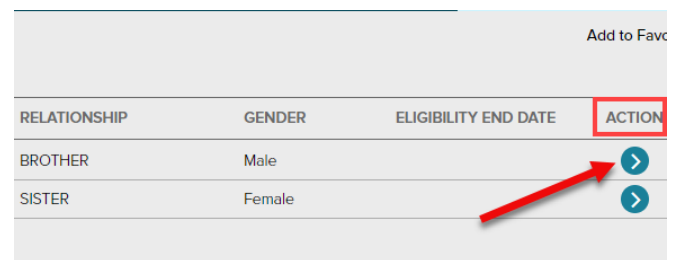 Add to Favo
RELATIONSHIP GENDER ELIGIBILITY END DATE ACTION
BROTHER Male
SISTER Female